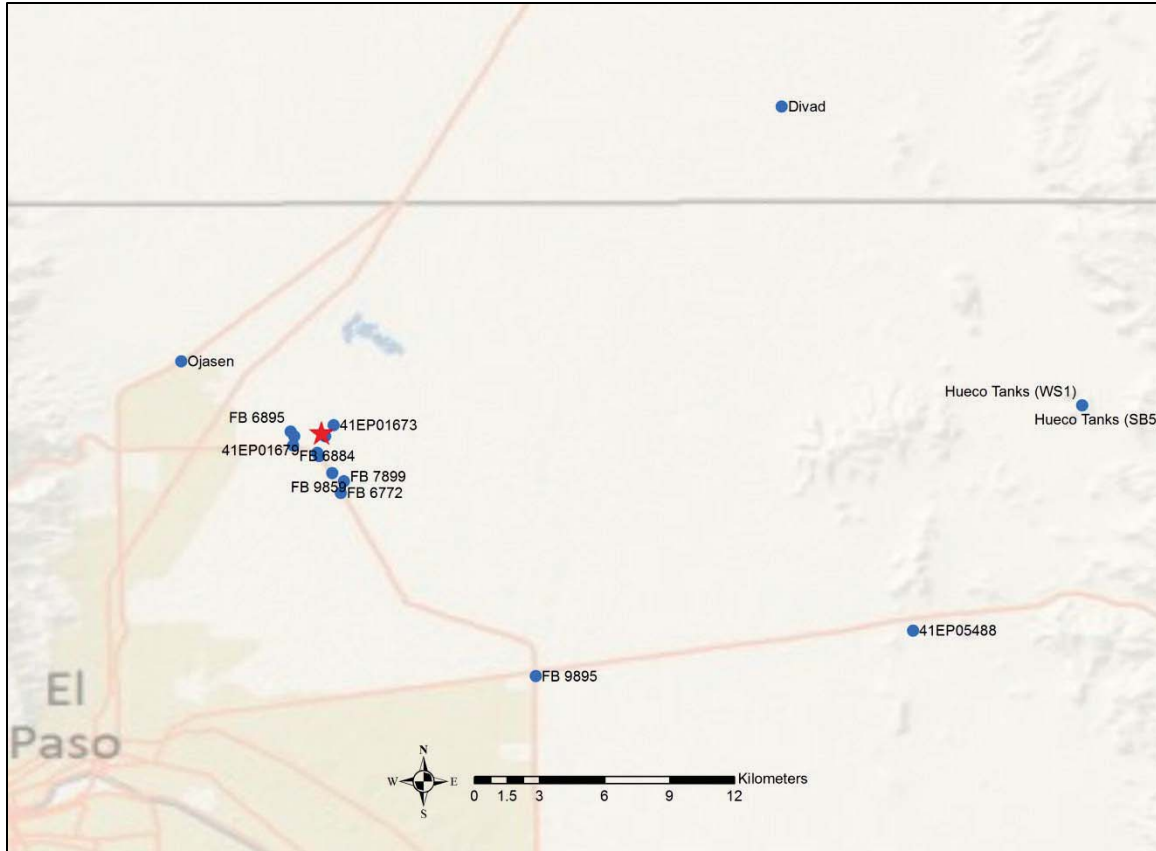 Divad
Ojasen
Hueco Tanks (WS1)
Hueco Tanks (SB5
FB 6895
41EP01673
41EP01679
FB 6884
FB 7899
FB 9859
FB 6772
41EP05488
FB 9895
El
Paso
N
W E
S
Kilometers
0 1.5 3 6 9 12